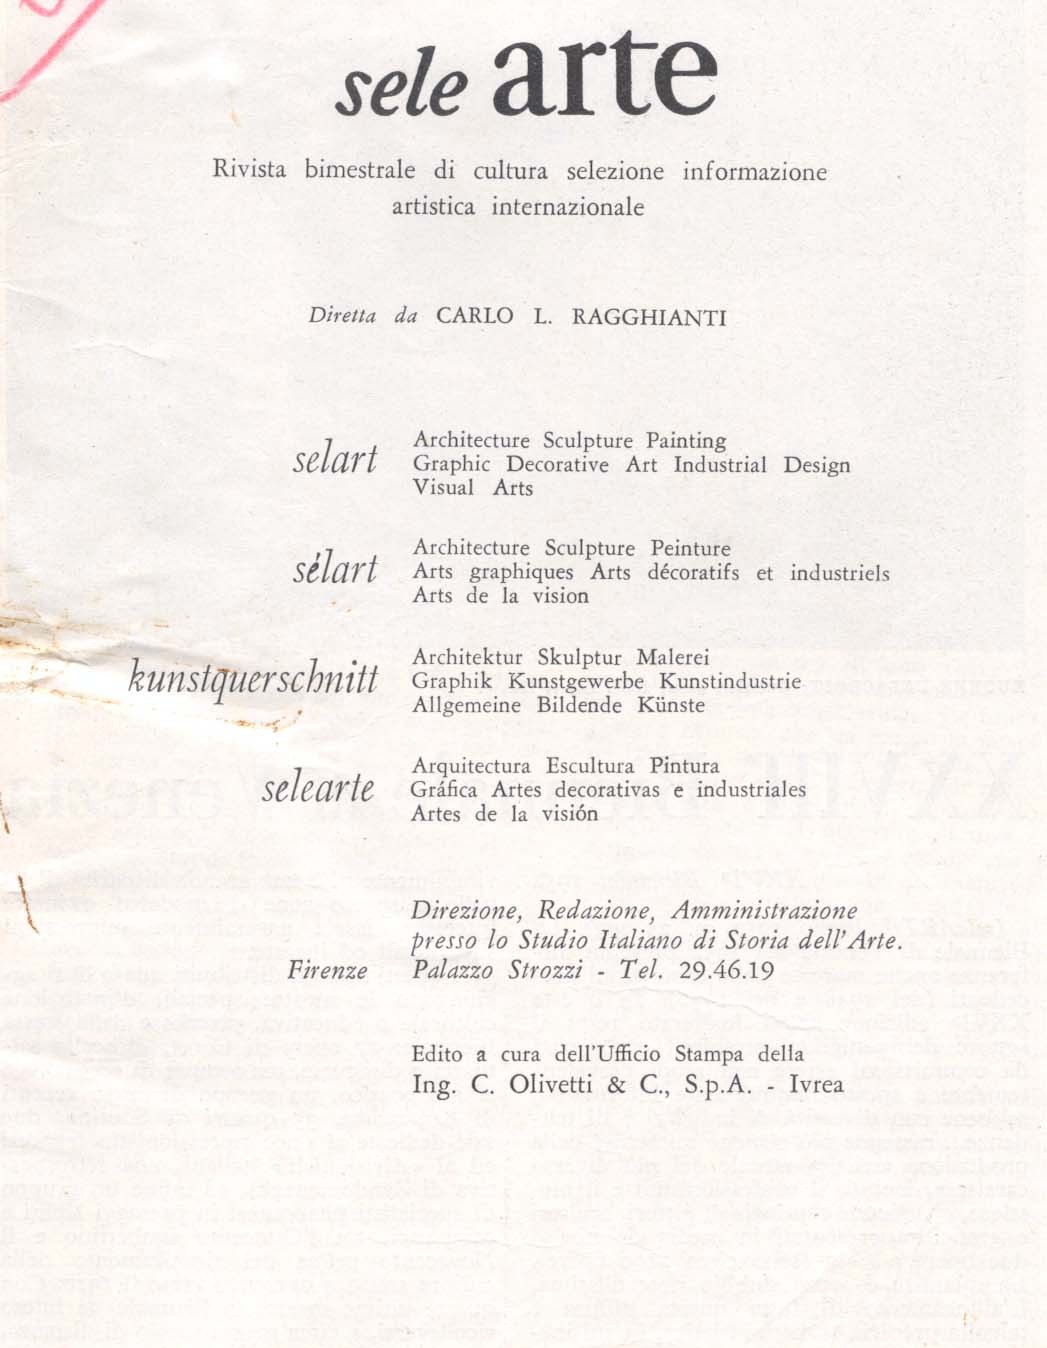 sele arte
Rivista bimestrale di cultura selezione informazione
artistica internazionale
Diretta da CARLO L. RAGGHIANTI
selart
Architecture Sculpture Painting
Graphic Decorative Art Industrial Design
Visual Arts
sélart
Architecture Sculpture Peinture
Arts graphiques Arts décoratifs et industriels
Arts de la vision
kunstquerschnitt
Architektur Skulptur Malerei
Graphik Kunstgewerbe Kunstindustrie
Allgemeine Bildende Künste
selearte
Arquitectura Escultura Pintura
Gráfica Artes decorativas e industriales
Artes de la visión
Direzione, Redazione, Amministrazione
presso lo Studio Italiano di Storia dell'Arte.
Firenze Palazzo Strozzi - Tel. 29.46.19
Edito a cura dell'Ufficio Stampa della
Ing. C. Olivetti & C., S.p.A. - Ivrea